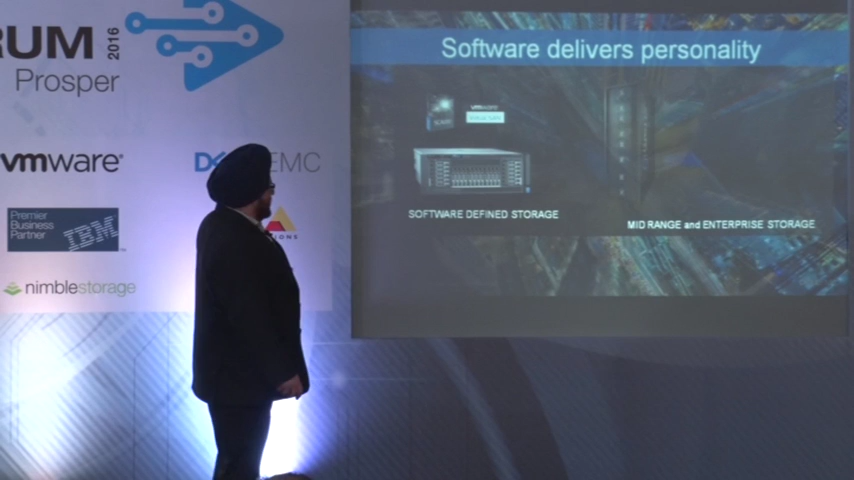 RUM
2016
Prosper
vmware
EMC
Premier
Business
Partner
IBM
nimblestorage
Software delivers personality
vmware
SOFTWARE DEFINED STORAGE
MID RANGE and ENTERPRISE STORAGE